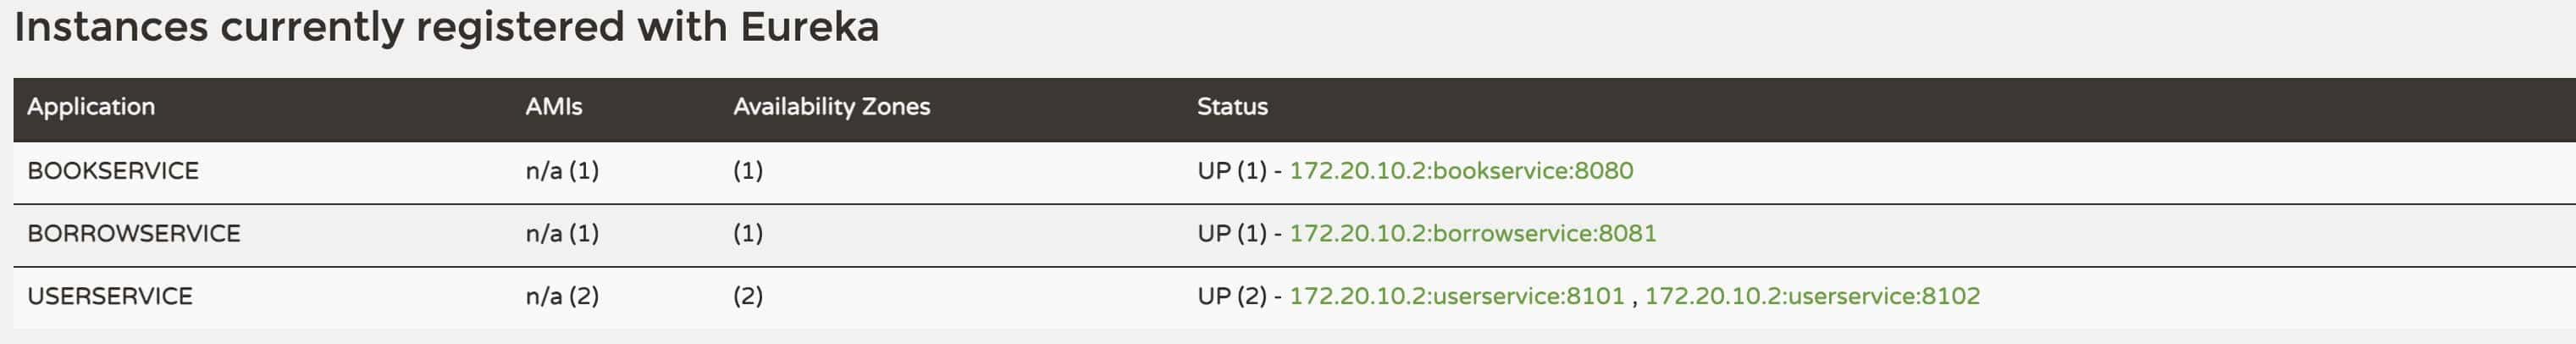 Instances currently registered with Eureka
Application AMIs Availability Zones Status
BOOKSERVICE n/a (1) (1) UP (1) - 172.20.10.2:bookservice:8080
BORROWSERVICE n/a (1) (1) UP (1) - 172.20.10.2:borrowservice:8081
USERSERVICE n/a (2) (2) UP (2) - 172.20.10.2:userservice:8101 , 172.20.10.2:userservice:8102